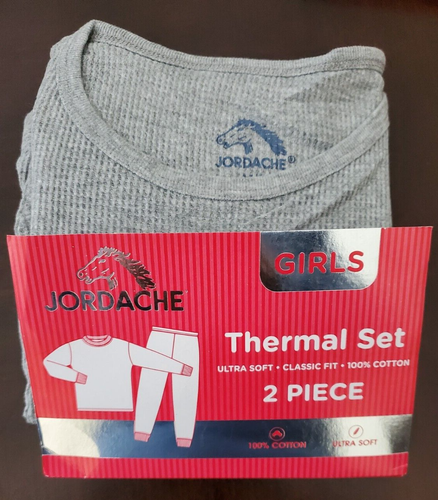 JORDACHE®
JORDACHE
GIRLS
Thermal Set
ULTRA SOFT • CLASSIC FIT • 100% COTTON
2 PIECE
100% COTTON
ULTRA SOFT